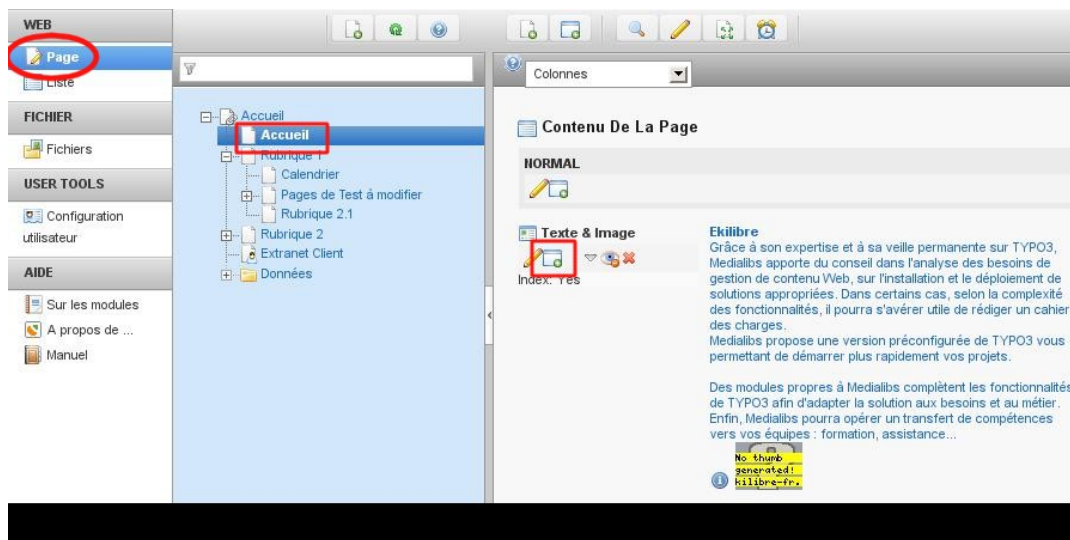 WEB
Page
Liste
FICHIER
Fichiers
USER TOOLS
Configuration
utilisateur
AIDE
Sur les modules
A propos de ...
Manuel
Accueil
Accueil
Rubrique 1
Calendrier
Pages de Test á modifier
Rubrique 2.1
Rubrique 2
Extranet Client
Données
Colonnes
Contenu De La Page
NORMAL
Texte & Image
Index: Yes
Ekilibre
Grâce à son expertise et à sa veille permanente sur TYPO3,
Medialibs apporte du conseil dans l'analyse des besoins de
gestion de contenu Web, sur l'installation et le déploiement de
solutions appropriées. Dans certains cas, selon la complexité
des fonctionnalités, il pourra s'avérer utile de rédiger un cahier
des charges.
Medialibs propose une version préconfigurée de TYPO3 vous
permettant de démarrer plus rapidement vos projets.
Des modules propres à Medialibs complètent les fonctionnalités
de TYPO3 afin d'adapter la solution aux besoins et au métier.
Enfin, Medialibs pourra opérer un transfert de compétences
vers vos équipes : formation, assistance...
No thumb
generated!
kilibre-fr.